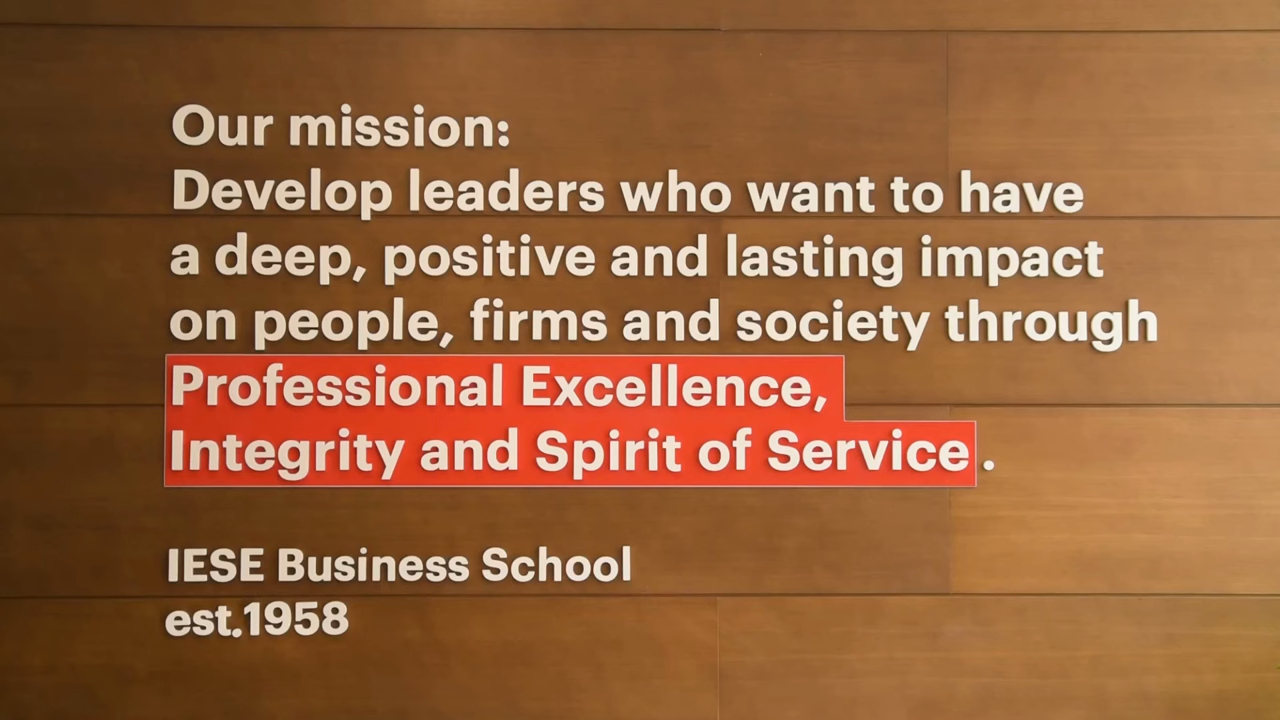 Our mission:
Develop leaders who want to have
a deep, positive and lasting impact
on people, firms and society through
Professional Excellence,
Integrity and Spirit of Service.
IESE Business School
est.1958